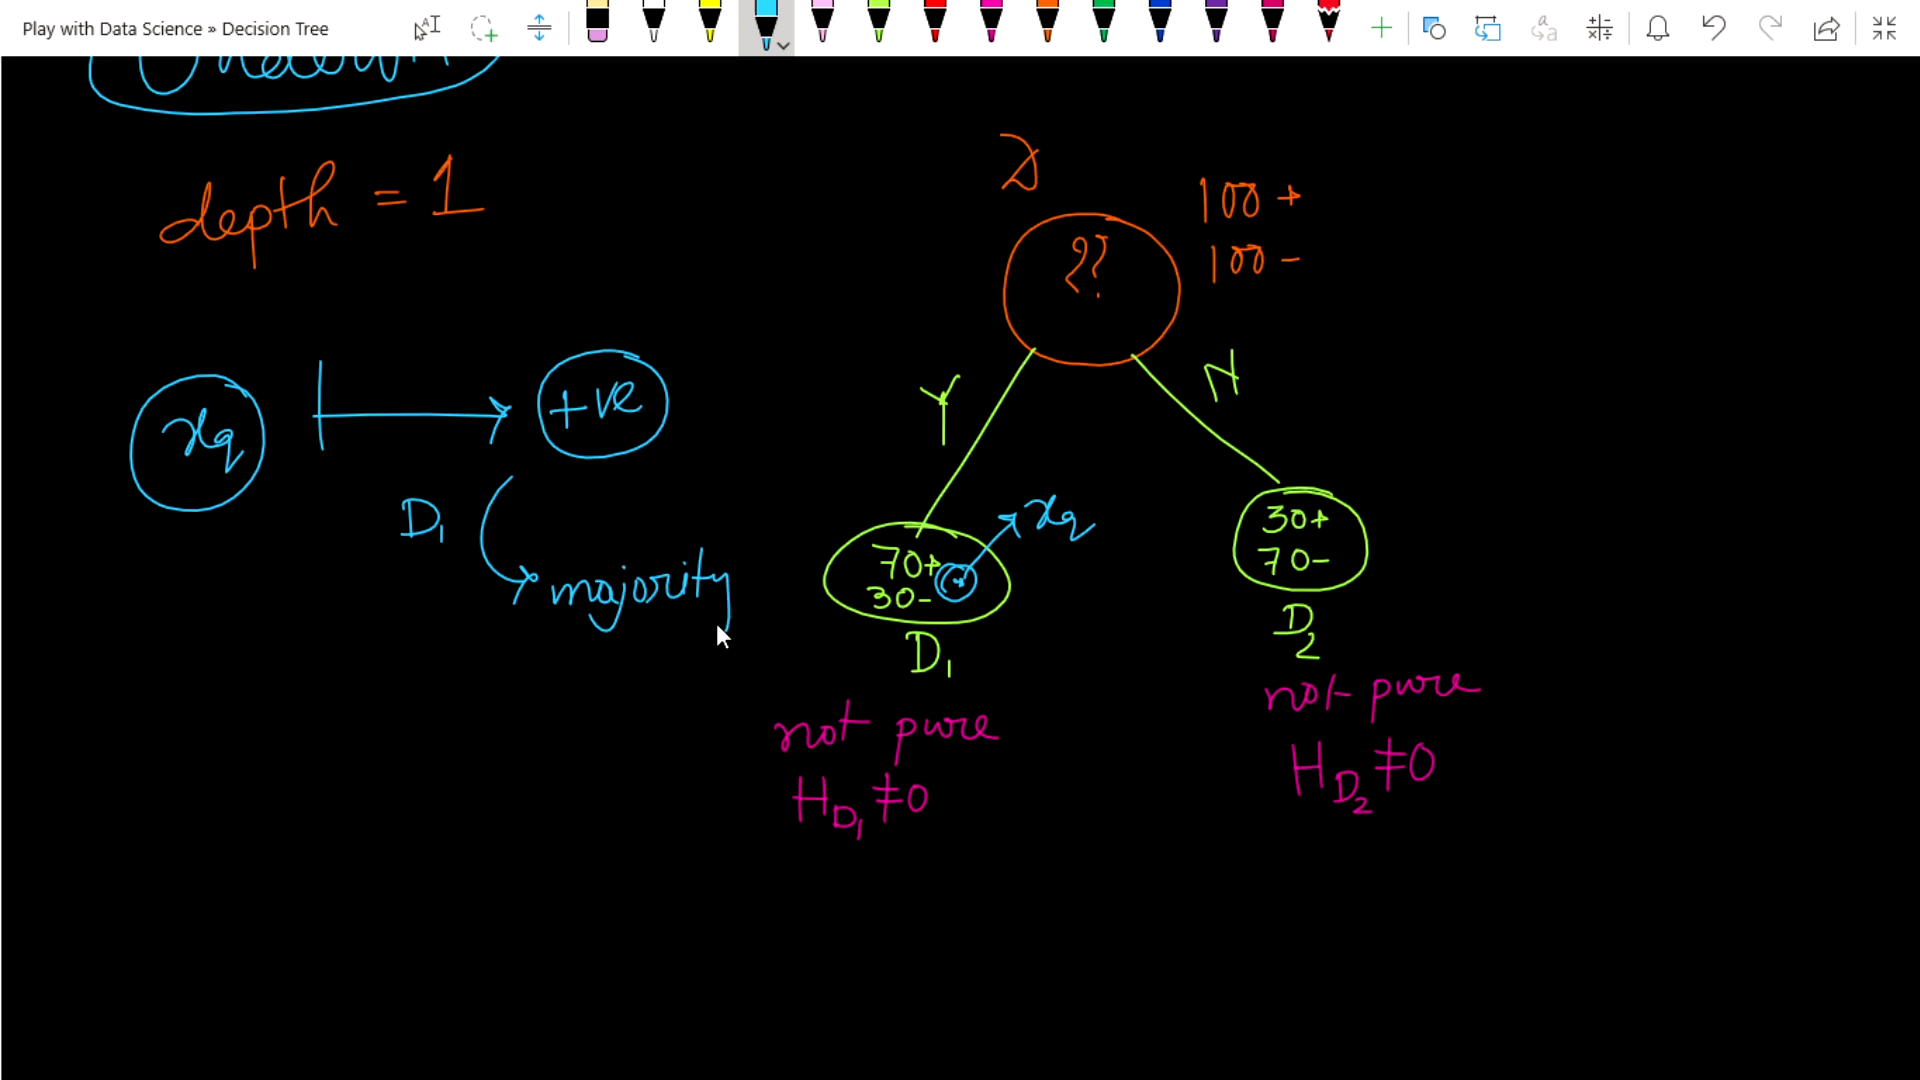 Play with Data Science » Decision Tree
depth = 1
D
100 +
100 -
??
Y
N
xq
+ve
D1
majority
70+
30-
xq
D1
30+
70-
D2
not pure
HD1 ≠ 0
not pure
HD2 ≠ 0